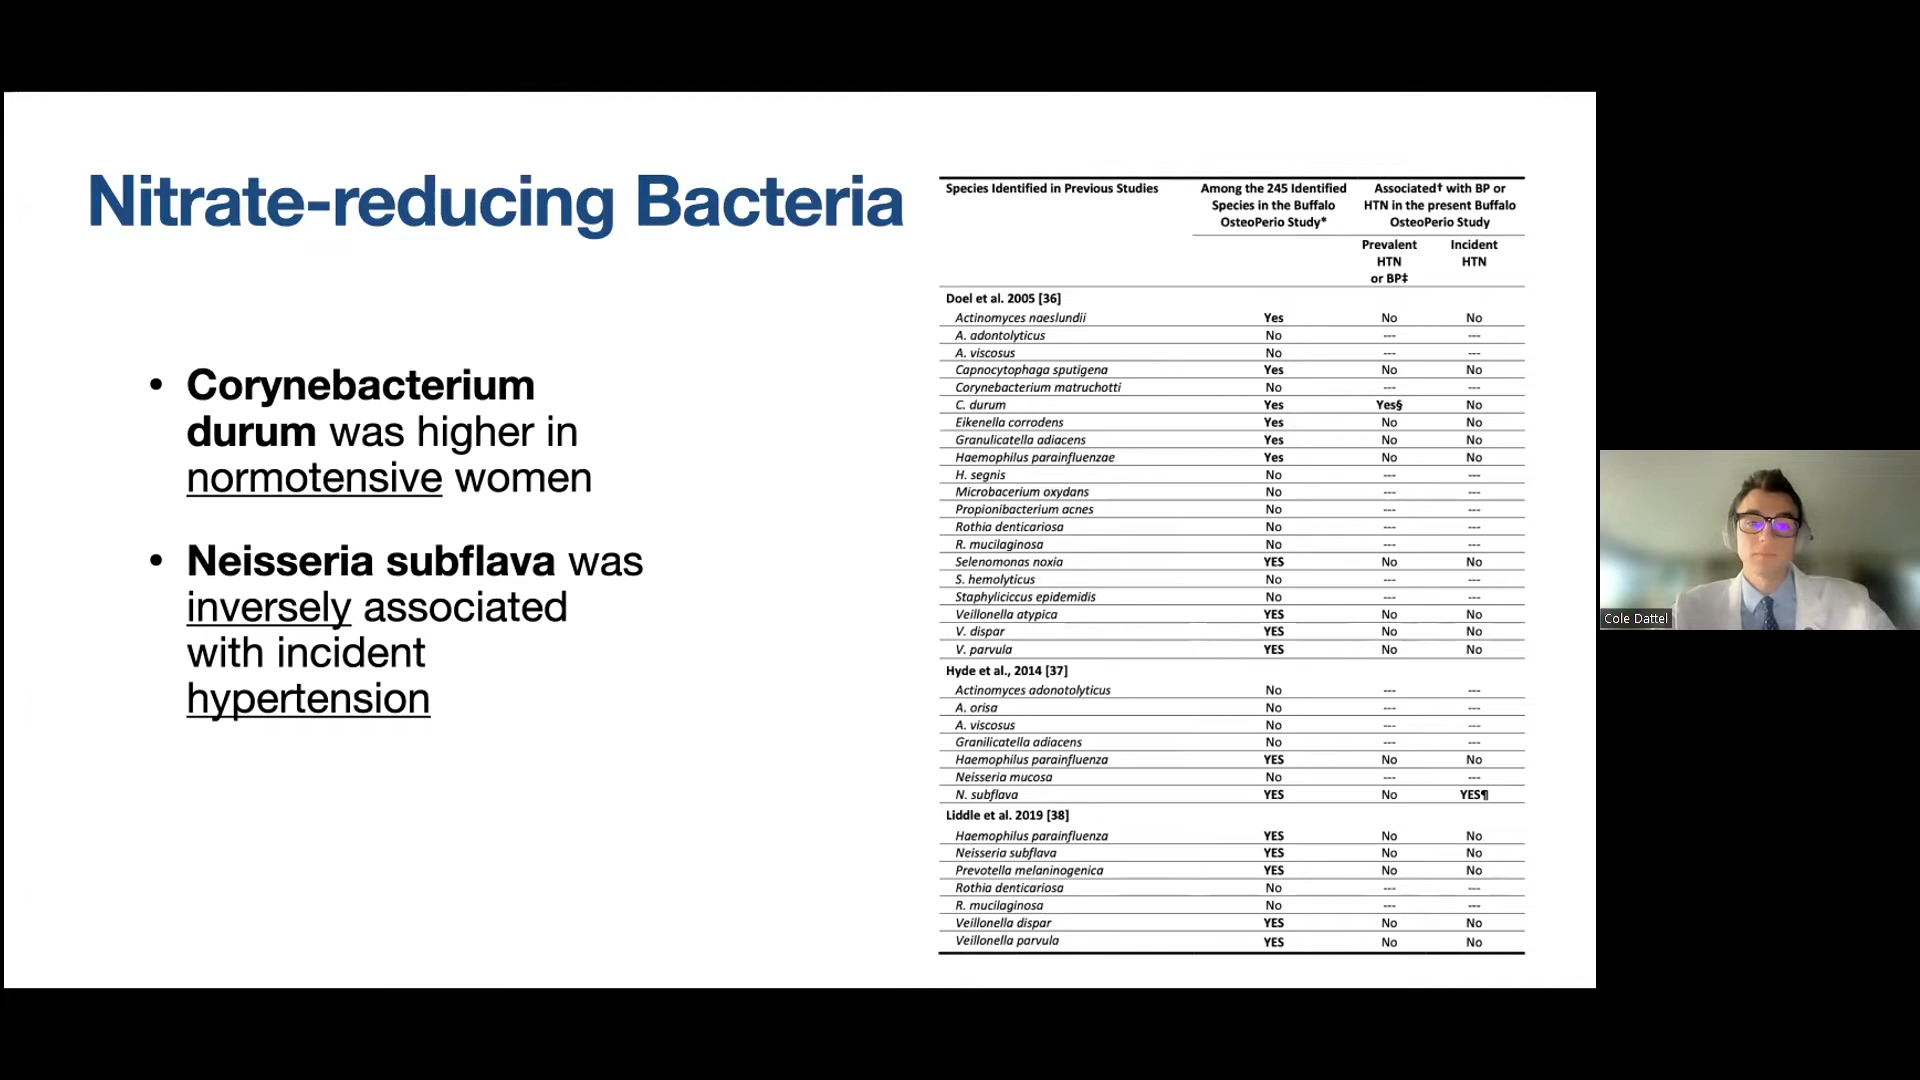 Nitrate-reducing Bacteria
• Corynebacterium
durum was higher in
normotensive women
• Neisseria subflava was
inversely associated
with incident
hypertension
Species Identified in Previous Studies
Among the 245 Identified
Species in the Buffalo
OsteoPerio Study*
Associated† with BP or
HTN in the present Buffalo
OsteoPerio Study
Prevalent
HTN
or BP‡
Incident
HTN
Doel et al. 2005 [36]
Actinomyces naeslundii Yes No No
A. adontolyticus No --- ---
A. viscosus No --- ---
Capnocytophaga sputigena Yes No No
Corynebacterium matruchotti No --- ---
C. durum Yes Yes§ No
Eikenella corrodens Yes No No
Granulicatella adiacens Yes No No
Haemophilus parainfluenzae Yes No No
H. segnis No --- ---
Microbacerium oxydans No --- ---
Propionibacterium acnes No --- ---
Rothia denticariosa No --- ---
R. mucilaginosa No --- ---
Selenomonas noxia YES No No
S. hemolyticus No --- ---
Staphyliciccus epidemidis No --- ---
Veillonella atypica YES No No
V. dispar YES No No
V. parvula YES No No
Hyde et al., 2014 [37]
Actinomyces adonotolyticus No --- ---
A. orisa No --- ---
A. viscosus No --- ---
Granilicatella adiacens No --- ---
Haemophilus parainfluenza YES No No
Neisseria mucosa No --- ---
N. subflava YES No YES¶
Liddle et al. 2019 [38]
Haemophilus parainfluenza YES No No
Neisseria subflava YES No No
Prevotella melaninogenica YES No No
Rothia denticariosa No --- ---
R. mucilaginosa No --- ---
Veillonella dispar YES No No
Veillonella parvula YES No No
Cole Dattel